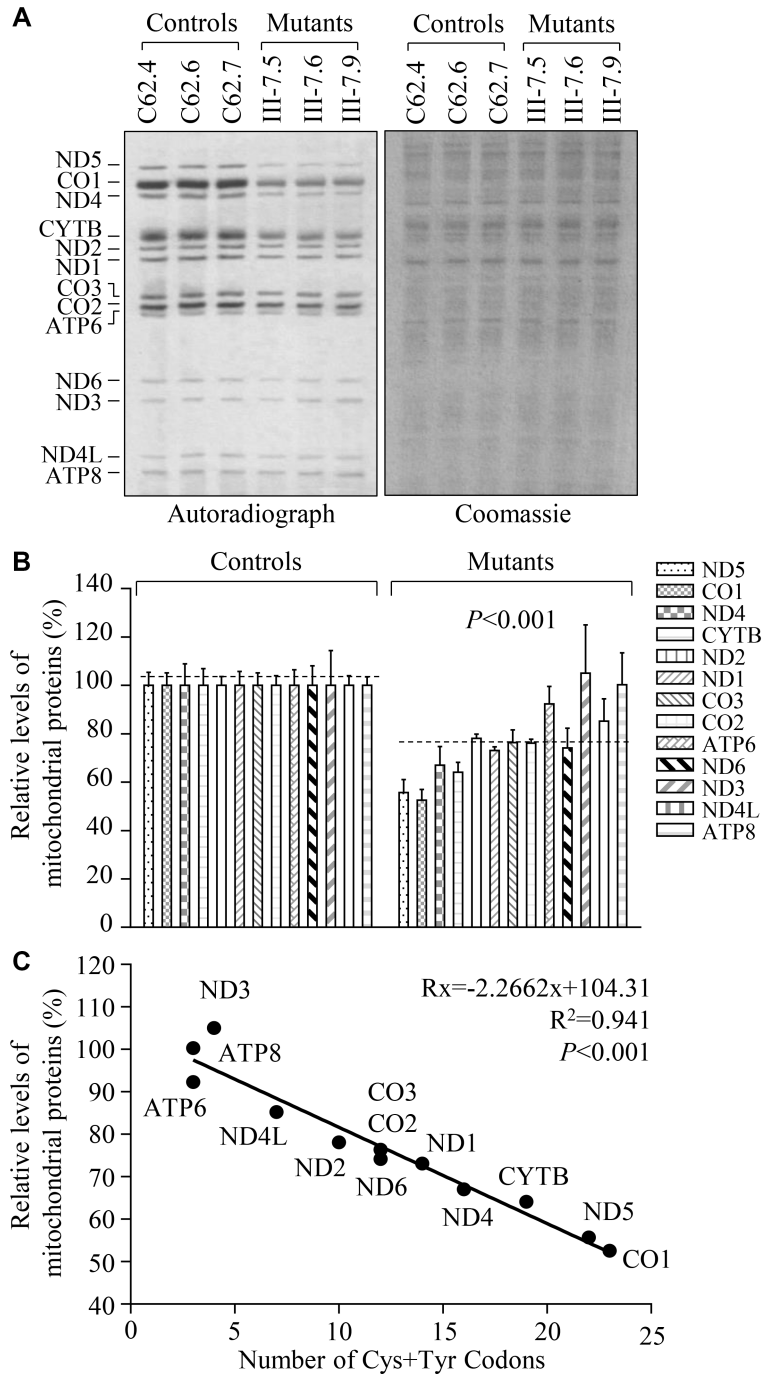 A
Controls
Mutants
Controls
Mutants
C62.4
C62.6
C62.7
III-7.5
III-7.6
III-7.9
C62.4
C62.6
C62.7
III-7.5
III-7.6
III-7.9
ND5
CO1
ND4
CYTB
ND2
ND1
CO3
CO2
ATP6
ND6
ND3
ND4L
ATP8
Autoradiograph
Coomassie
B
Controls
Mutants
P<0.001
Relative levels of
mitochondrial proteins (%)
140
120
100
80
60
40
20
0
ND5
CO1
ND4
CYTB
ND2
ND1
CO3
CO2
ATP6
ND6
ND3
ND4L
ATP8
C
Relative levels of
mitochondrial proteins (%)
120
110
100
90
80
70
60
50
40
Rx=-2.2662x+104.31
R²=0.941
P<0.001
ND3
ATP8
ATP6
ND4L
ND2
CO3
CO2
ND6
ND1
ND4
CYTB
ND5
CO1
0
5
10
15
20
25
Number of Cys+Tyr Codons